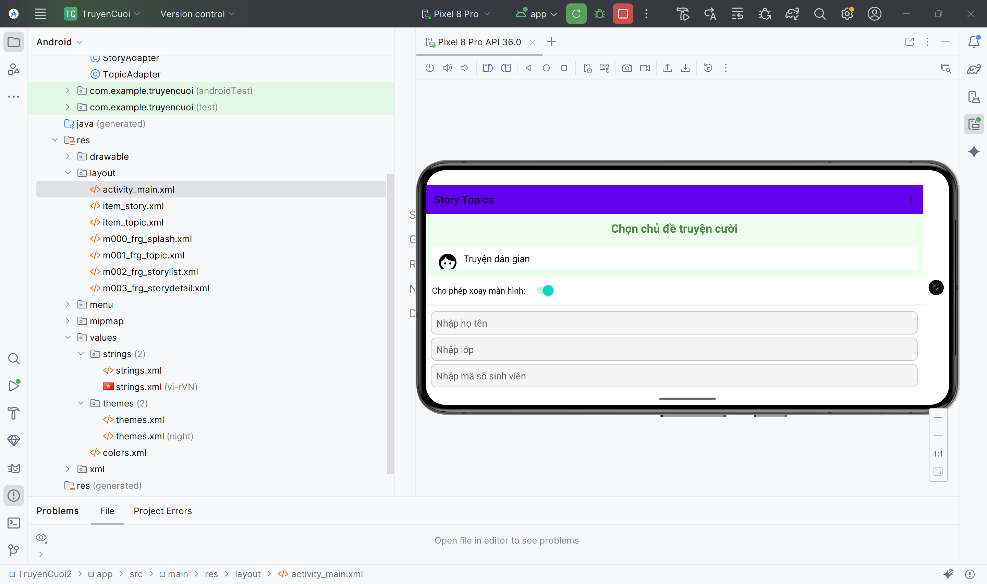 TC TruyenCuoi
Version control
Pixel 8 Pro
app
Android
Pixel 8 Pro API 36.0
StoryAdapter
TopicAdapter
com.example.truyencuoi (androidTest)
com.example.truyencuoi (test)
java (generated)
res
drawable
layout
activity_main.xml
item_story.xml
item_topic.xml
m000_frg_splash.xml
m001_frg_topic.xml
m002_frg_storylist.xml
m003_frg_storydetail.xml
menu
mipmap
values
strings (2)
strings.xml
strings.xml (vi-rVN)
themes (2)
themes.xml
themes.xml (night)
colors.xml
xml
res (generated)
Story Topics
Chọn chủ đề truyện cười
Truyện dân gian
Cho phép xoay màn hình:
Nhập họ tên
Nhập lớp
Nhập mã số sinh viên
1:1
Problems
File
Project Errors
Open file in editor to see problems
TruyenCuoi2 > app > src > main > res > layout > activity_main.xml